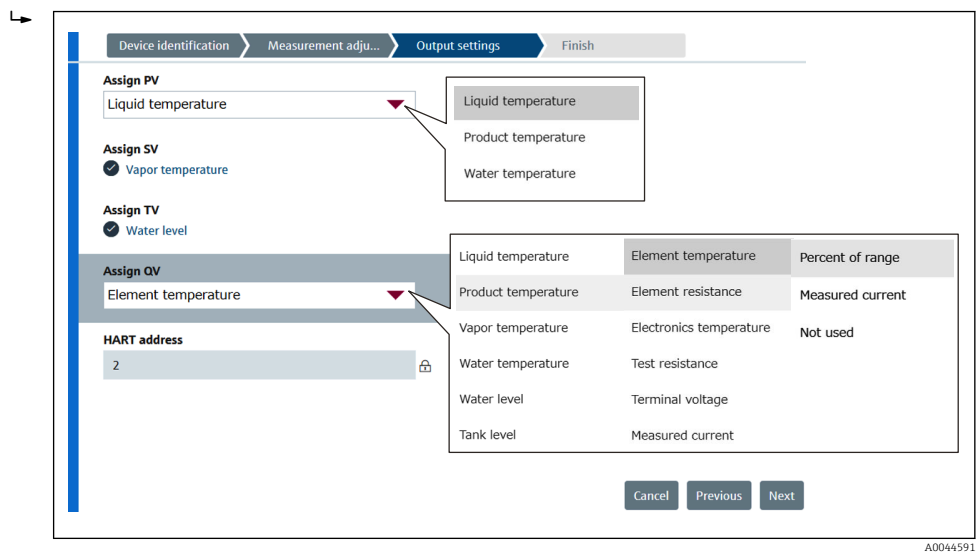 Device identification
Measurement adju...
Output settings
Finish
Assign PV
Liquid temperature
Liquid temperature
Product temperature
Water temperature
Assign SV
Vapor temperature
Assign TV
Water level
Assign QV
Element temperature
Liquid temperature
Product temperature
Vapor temperature
Water temperature
Water level
Tank level
Element temperature
Element resistance
Electronics temperature
Test resistance
Terminal voltage
Measured current
Percent of range
Measured current
Not used
HART address
2
Cancel
Previous
Next
A0044591